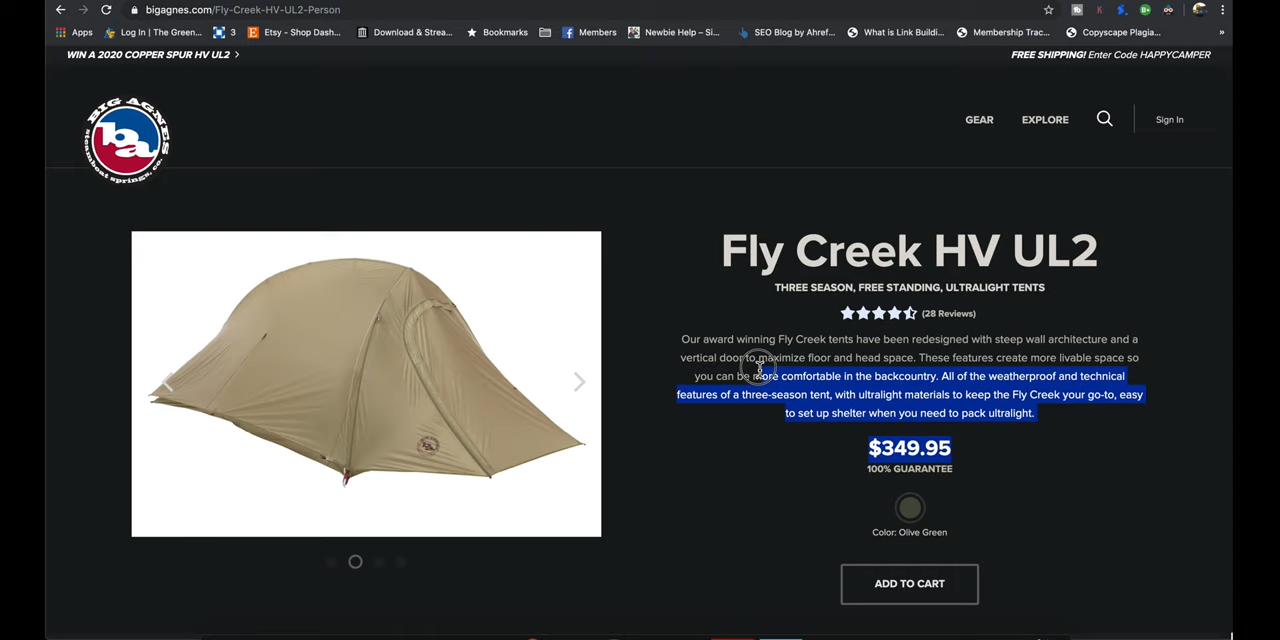 bigagnes.com/Fly-Creek-HV-UL2-Person
Apps
Log In | The Green...
3
Etsy - Shop Dash...
Download & Strea...
Bookmarks
Facebook Members
Newbie Help – Si...
SEO Blog by Ahref...
What is Link Buildi...
Membership Trac...
Copyscape Plagia...
»
WIN A 2020 COPPER SPUR HV UL2 >
FREE SHIPPING! Enter Code HAPPYCAMPER
BIG AGNES
ba
steamboat springs, co.
GEAR
EXPLORE
Sign In
Fly Creek HV UL2
THREE SEASON, FREE STANDING, ULTRALIGHT TENTS
(28 Reviews)
Our award winning Fly Creek tents have been redesigned with steep wall architecture and a
vertical door to maximize floor and head space. These features create more livable space so
you can be more comfortable in the backcountry. All of the weatherproof and technical
features of a three-season tent, with ultralight materials to keep the Fly Creek your go-to, easy
to set up shelter when you need to pack ultralight.
$349.95
100% GUARANTEE
Color: Olive Green
ADD TO CART